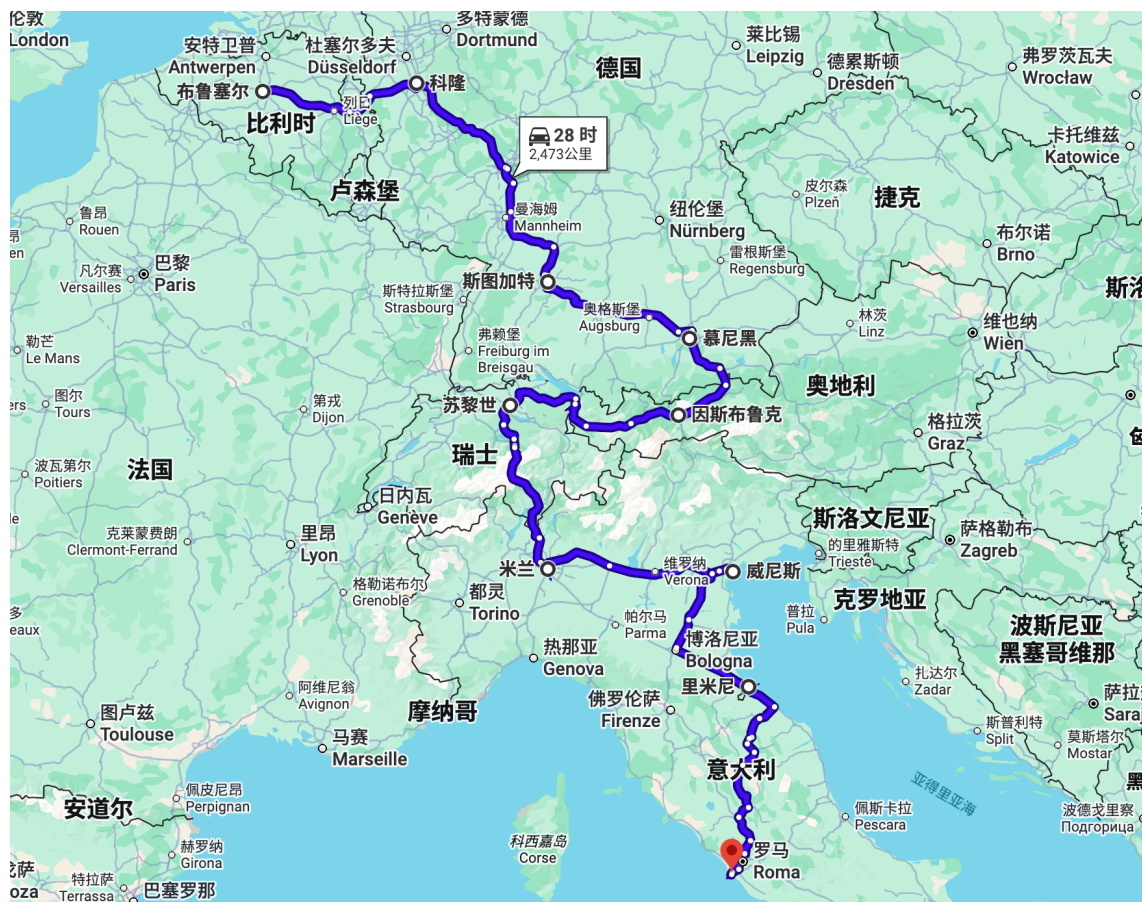 伦敦
London
多特蒙德
Dortmund
安特卫普
Antwerpen
杜塞尔多夫
Düsseldorf
莱比锡
Leipzig
德国
德累斯顿
Dresden
弗罗茨瓦夫
Wrocław
布鲁塞尔
科隆
列日
Liège
比利时
28 时
2,473公里
卡托维兹
Katowice
卢森堡
皮尔森
Plzeň
捷克
鲁昂
Rouen
曼海姆
Mannheim
纽伦堡
Nürnberg
布尔诺
Brno
昂
en
巴黎
Paris
凡尔赛
Versailles
雷根斯堡
Regensburg
斯图加特
斯特拉斯堡
Strasbourg
斯洛
奥格斯堡
Augsburg
林茨
Linz
维也纳
Wien
勒芒
Le Mans
弗赖堡
Freiburg im
Breisgau
慕尼黑
奥地利
图尔
Tours
ers
第戎
Dijon
苏黎世
因斯布鲁克
格拉茨
Graz
瑞士
法国
波瓦第尔
Poitiers
日内瓦
Genève
斯洛文尼亚
萨格勒布
Zagreb
le
克莱蒙费朗
Clermont-Ferrand
里昂
Lyon
的里雅斯特
Trieste
米兰
维罗纳
Verona
威尼斯
格勒诺布尔
Grenoble
都灵
Torino
克罗地亚
多
eaux
帕尔马
Parma
普拉
Pula
波斯尼亚
黑塞哥维那
热那亚
Genova
博洛尼亚
Bologna
扎达尔
Zadar
里米尼
阿维尼翁
Avignon
佛罗伦萨
Firenze
萨拉
Saraj
图卢兹
Toulouse
摩纳哥
斯普利特
Split
马赛
Marseille
莫斯塔尔
Mostar
意大利
黑
亚得里亚海
佩皮尼昂
Perpignan
安道尔
佩斯卡拉
Pescara
波德戈里察
Подгорица
科西嘉岛
Corse
赫罗纳
Girona
罗马
Roma
戈萨
oza
特拉萨
Terrassa
巴塞罗那